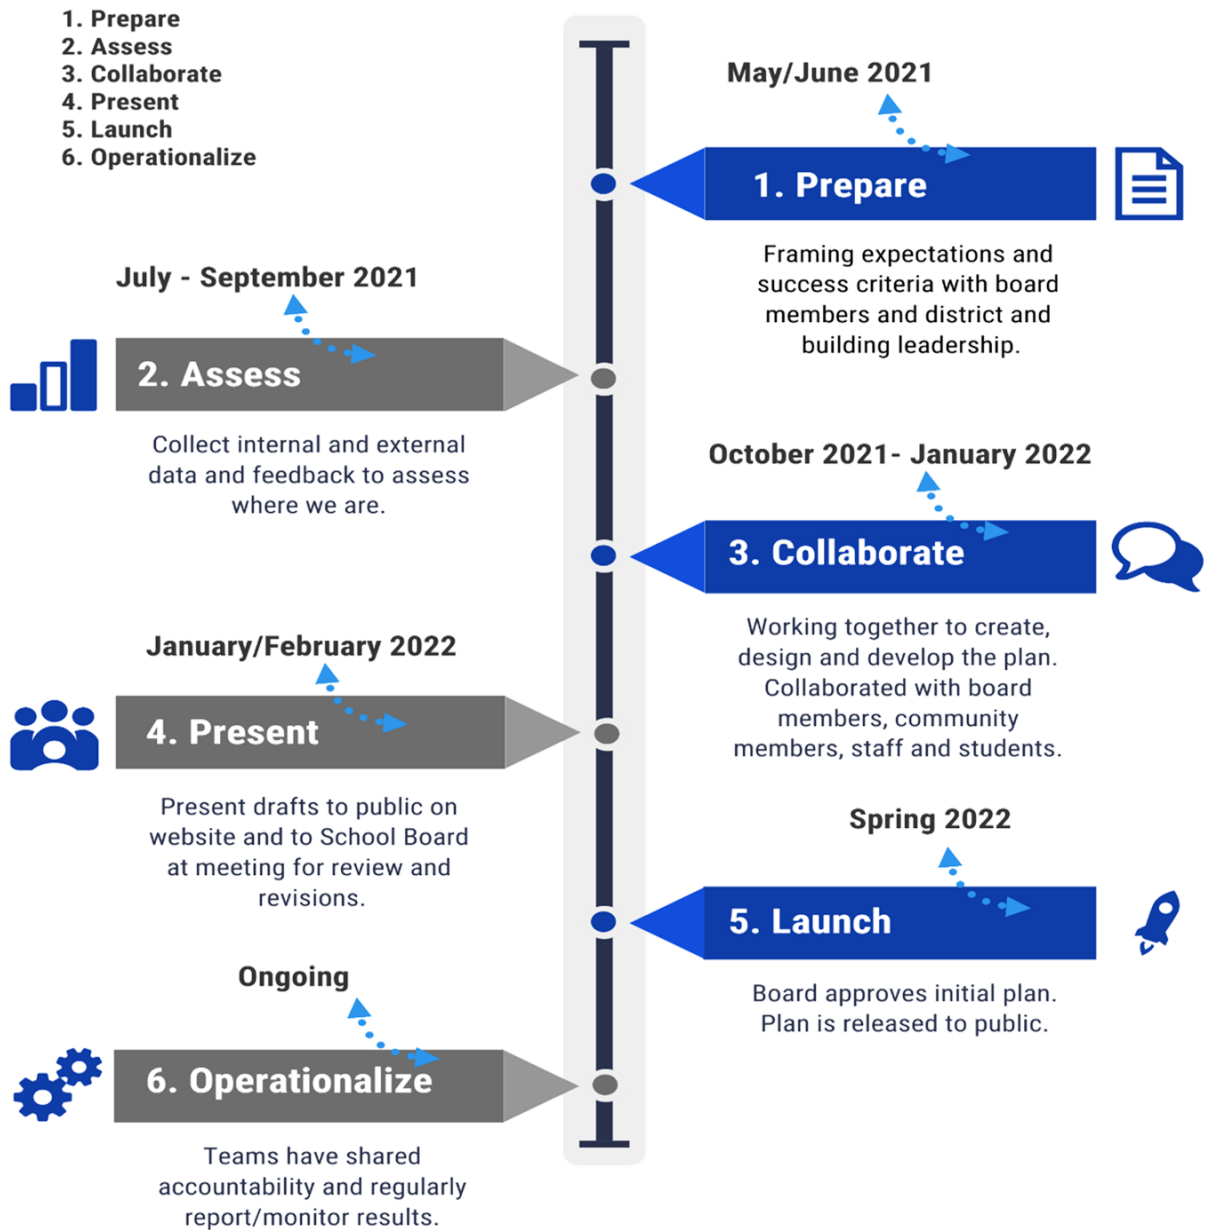 1. Prepare
2. Assess
3. Collaborate
4. Present
5. Launch
6. Operationalize
May/June 2021
1. Prepare
Framing expectations and
success criteria with board
members and district and
building leadership.
July - September 2021
2. Assess
Collect internal and external
data and feedback to assess
where we are.
October 2021- January 2022
3. Collaborate
Working together to create,
design and develop the plan.
Collaborated with board
members, community
members, staff and students.
January/February 2022
4. Present
Present drafts to public on
website and to School Board
at meeting for review and
revisions.
Spring 2022
5. Launch
Board approves initial plan.
Plan is released to public.
Ongoing
6. Operationalize
Teams have shared
accountability and regularly
report/monitor results.